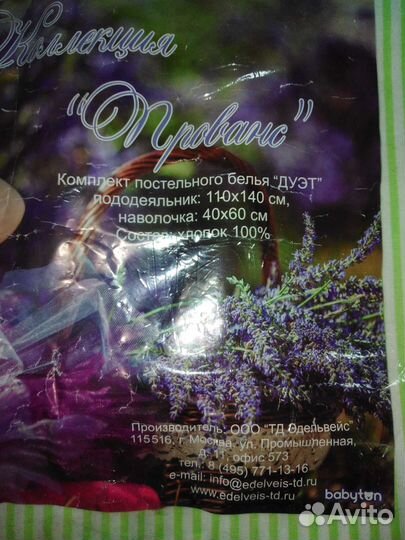 Коллекция
"Прованс"
Комплект постельного белья "ДУЭТ"
пододеяльник: 110x140 см,
наволочка: 40x60 см
Состав: хлопок 100%
Производитель: ООО "ТД Эдельвейс"
115516, г. Москва, ул. Промышленная,
д. 11, офис 573
тел.: 8 (495) 771-13-16
e-mail: info@edelveis-td.ru
www.edelveis-td.ru
babyton
Avito